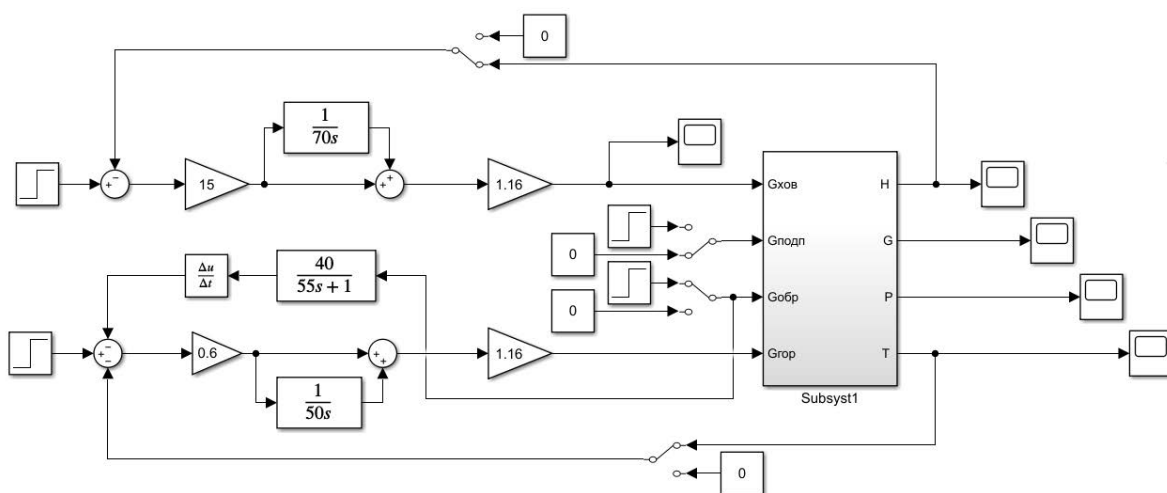 0
1
70s
+ −
15
+ +
1.16
Gхов
H
0
Gподп
G
Δu
Δt
40
55s + 1
0
Gобр
P
+ − −
0.6
+ +
1.16
Gгор
T
1
50s
Subsyst1
0